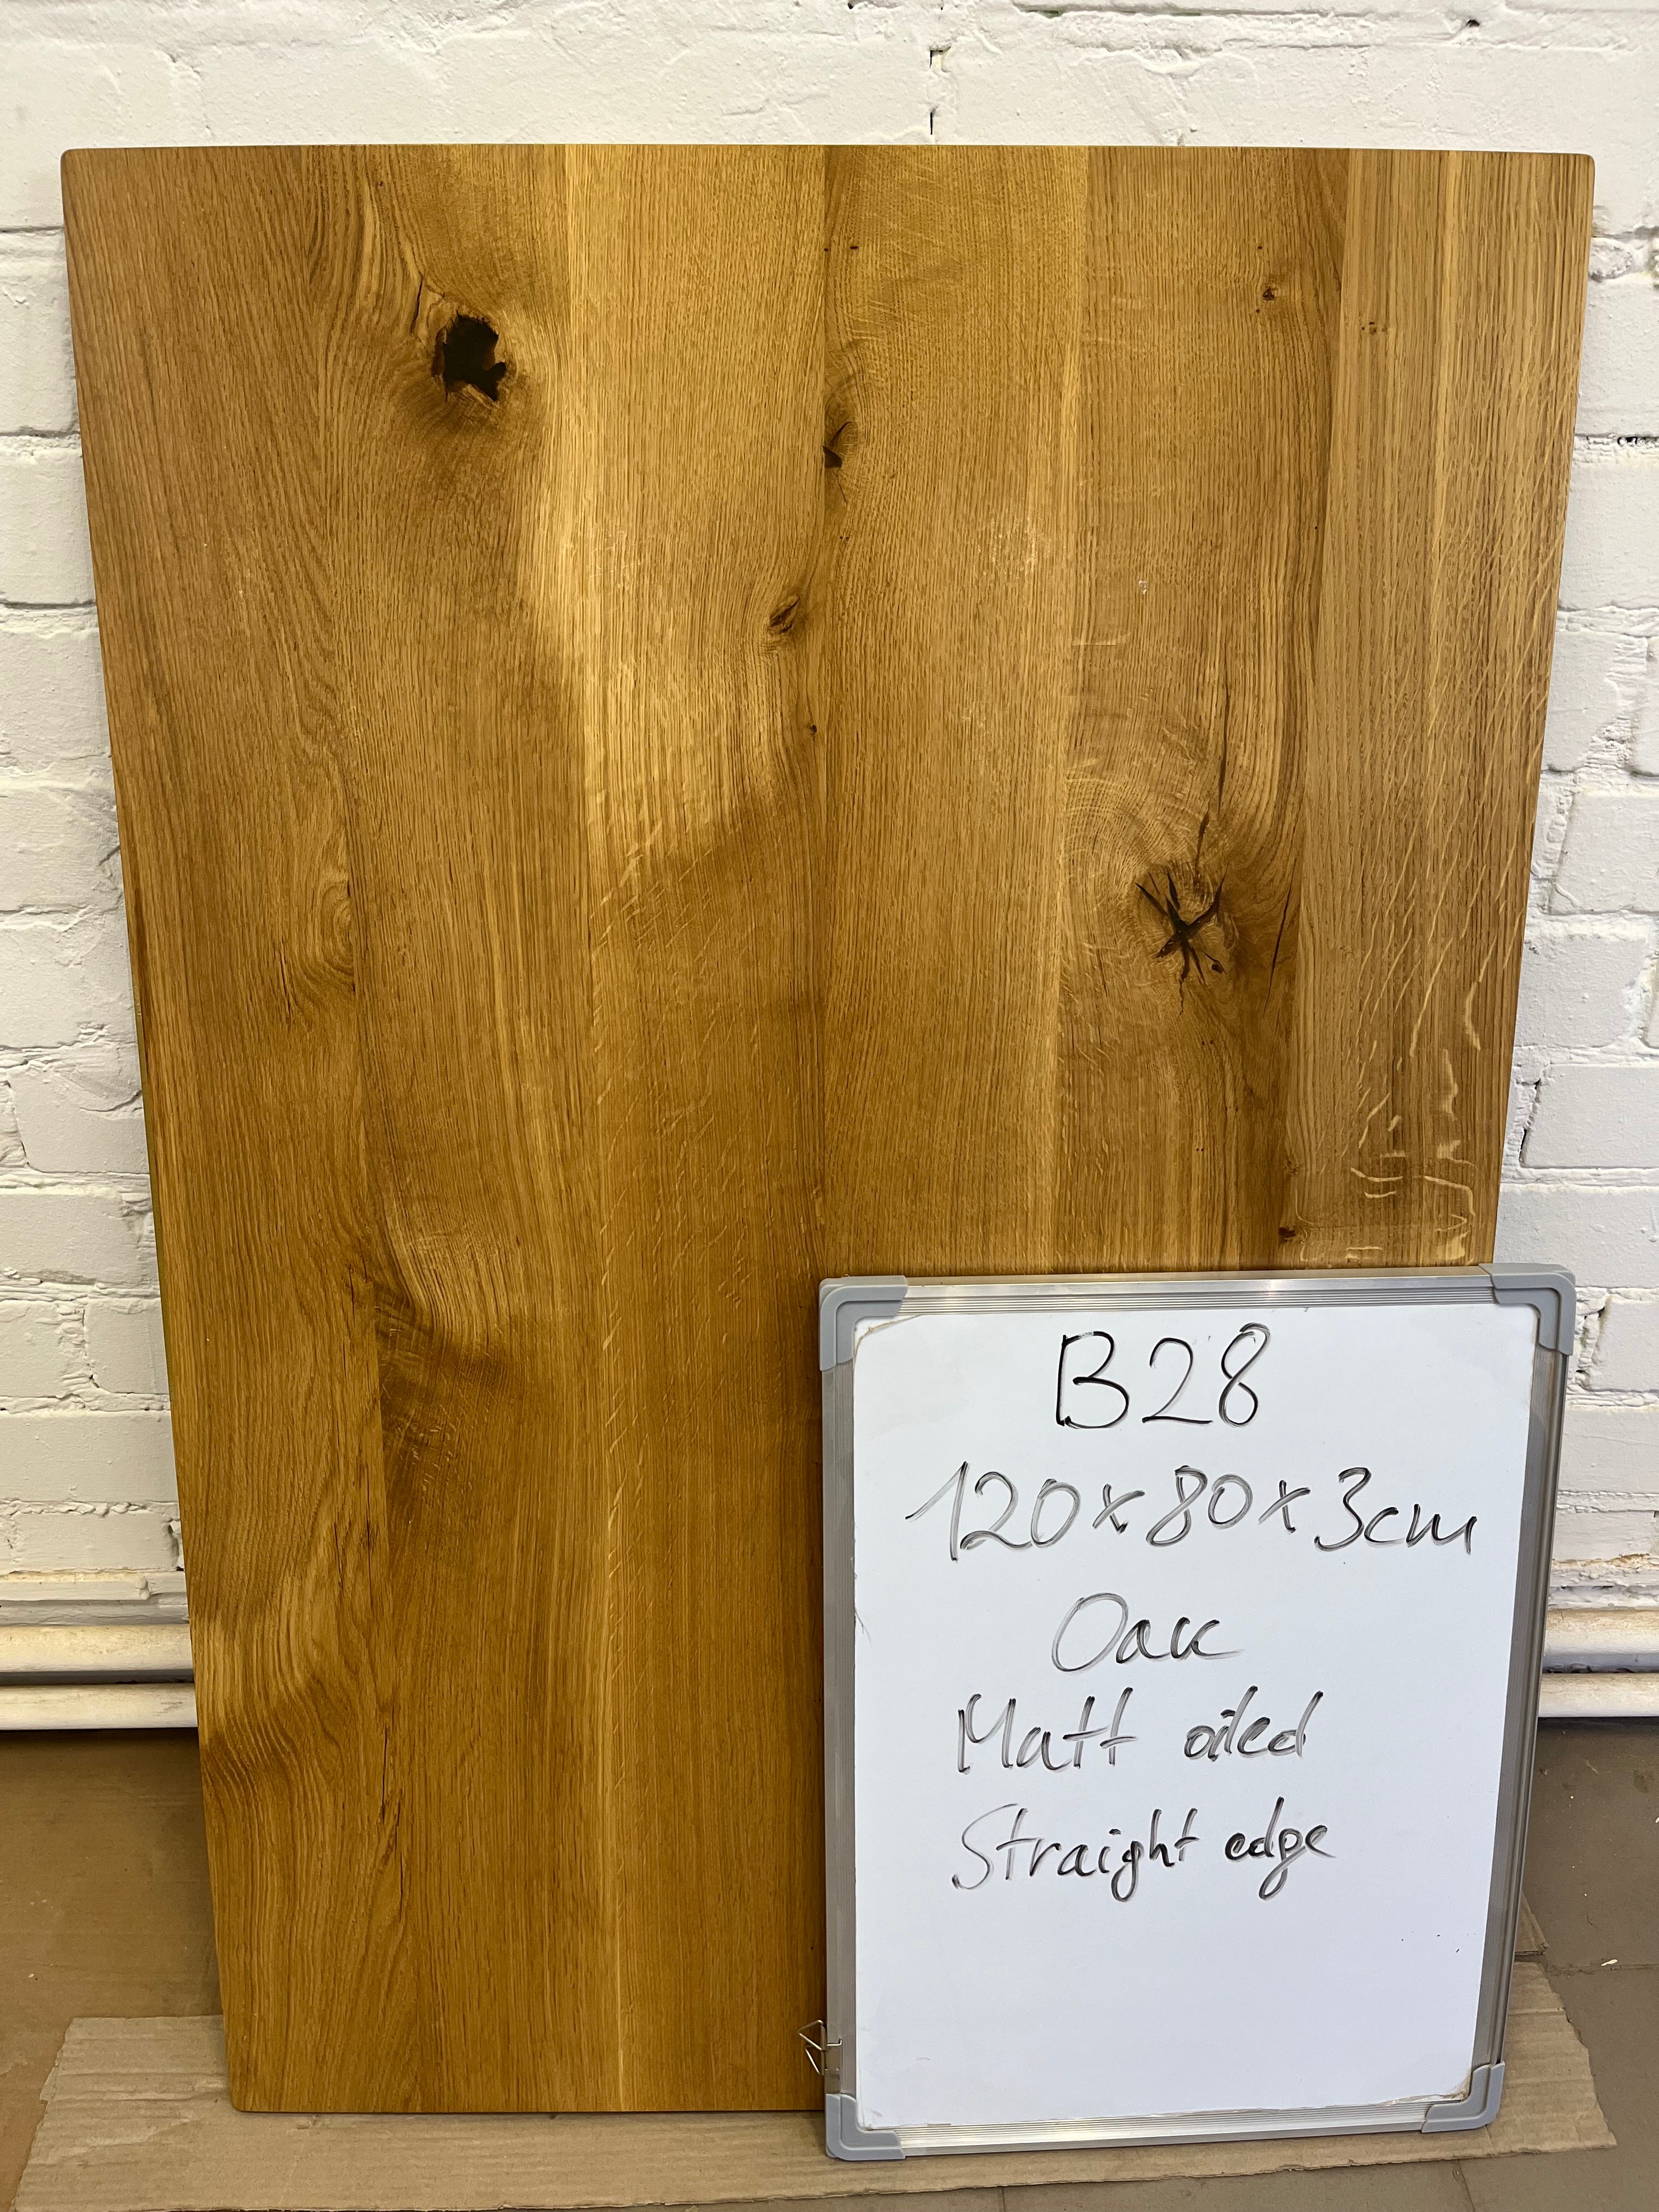 B28
120x80x3cm
Oak
Matt oiled
Straight edge